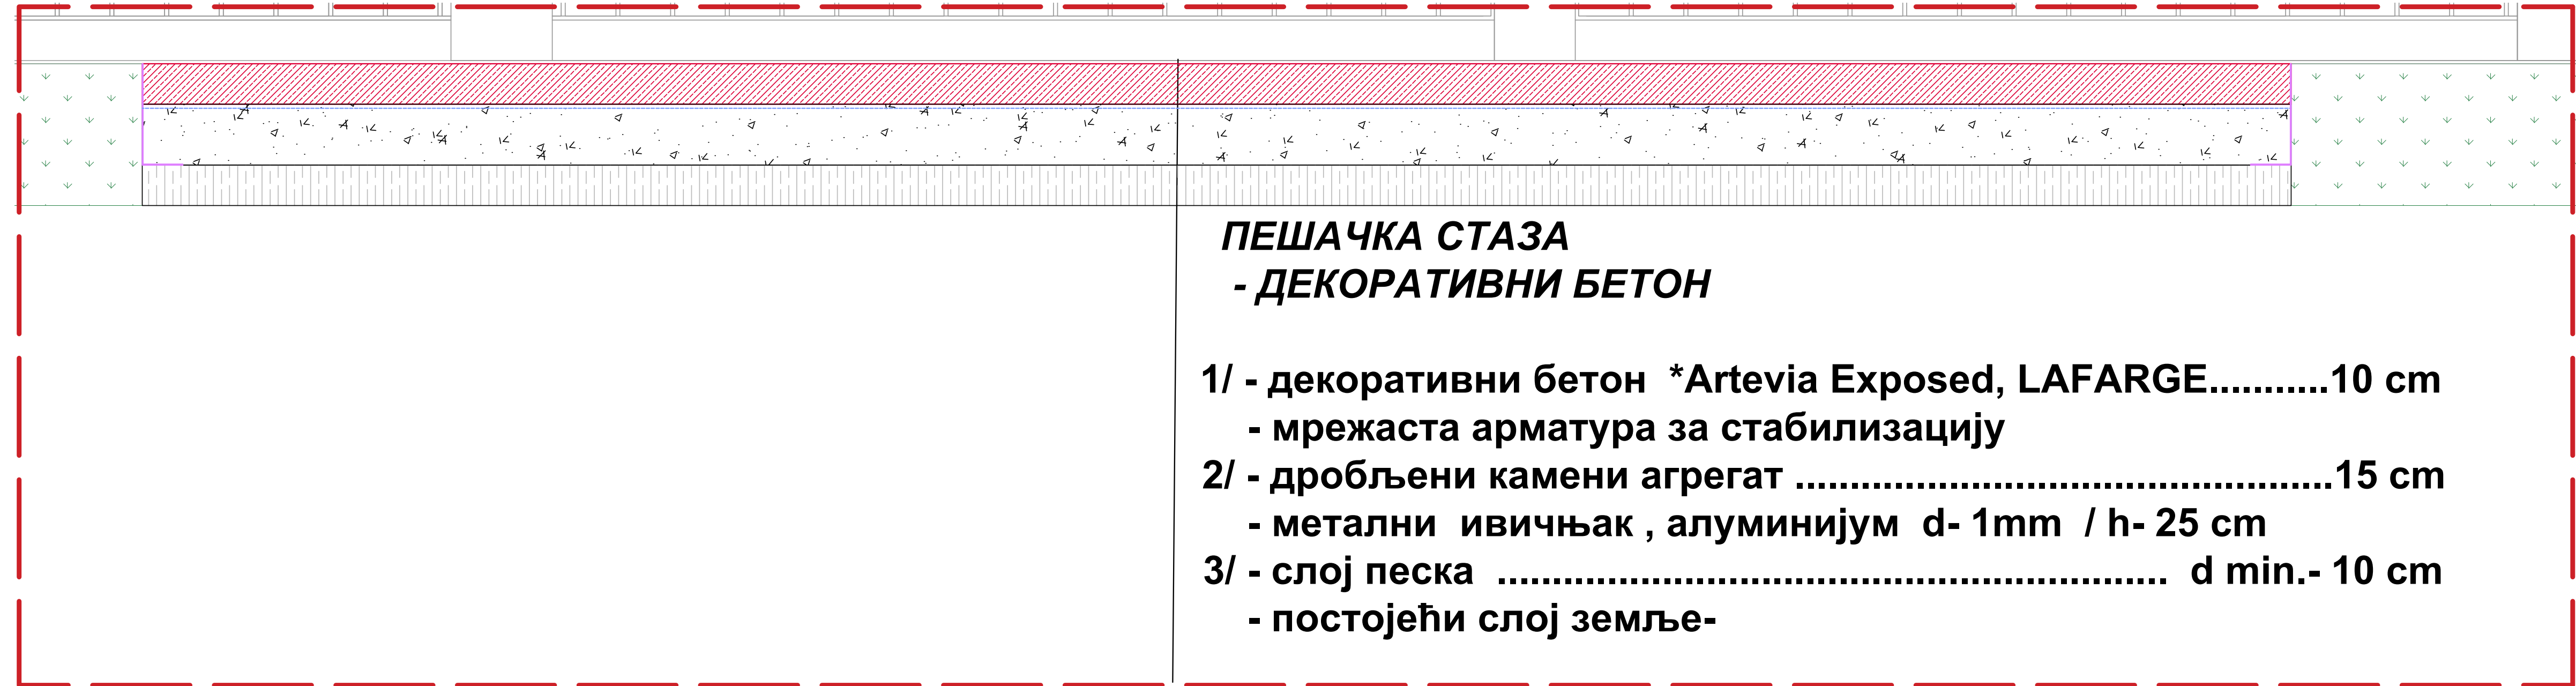 ПЕШАЧКА СТАЗА
- ДЕКОРАТИВНИ БЕТОН
1/ - декоративни бетон *Artevia Exposed, LAFARGE...........10 cm
- мрежаста арматура за стабилизацију
2/ - дробљени камени агрегат .................................................15 cm
- метални ивичњак , алуминијум d- 1mm / h- 25 cm
3/ - слој песка ............................................................. d min.- 10 cm
- постојећи слој земље-